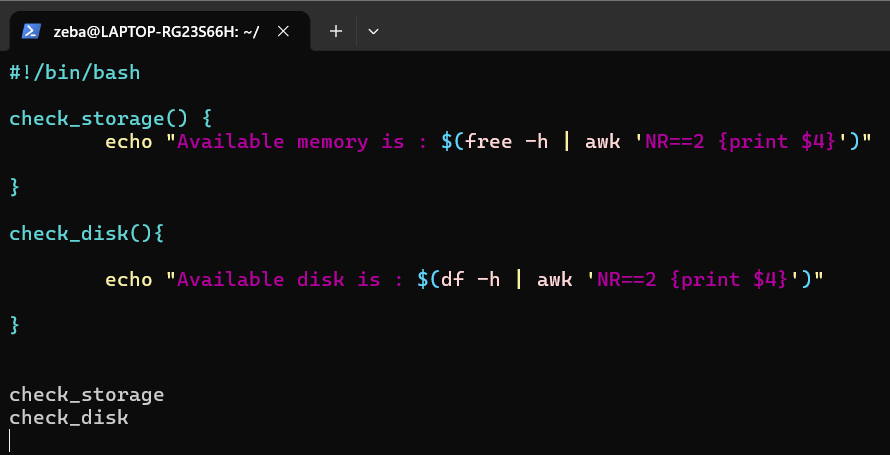 zeba@LAPTOP-RG23S66H: ~/
#!/bin/bash
check_storage() {
        echo "Available memory is : $(free -h | awk 'NR==2 {print $4}')"
}
check_disk(){
        echo "Available disk is : $(df -h | awk 'NR==2 {print $4}')"
}
check_storage
check_disk